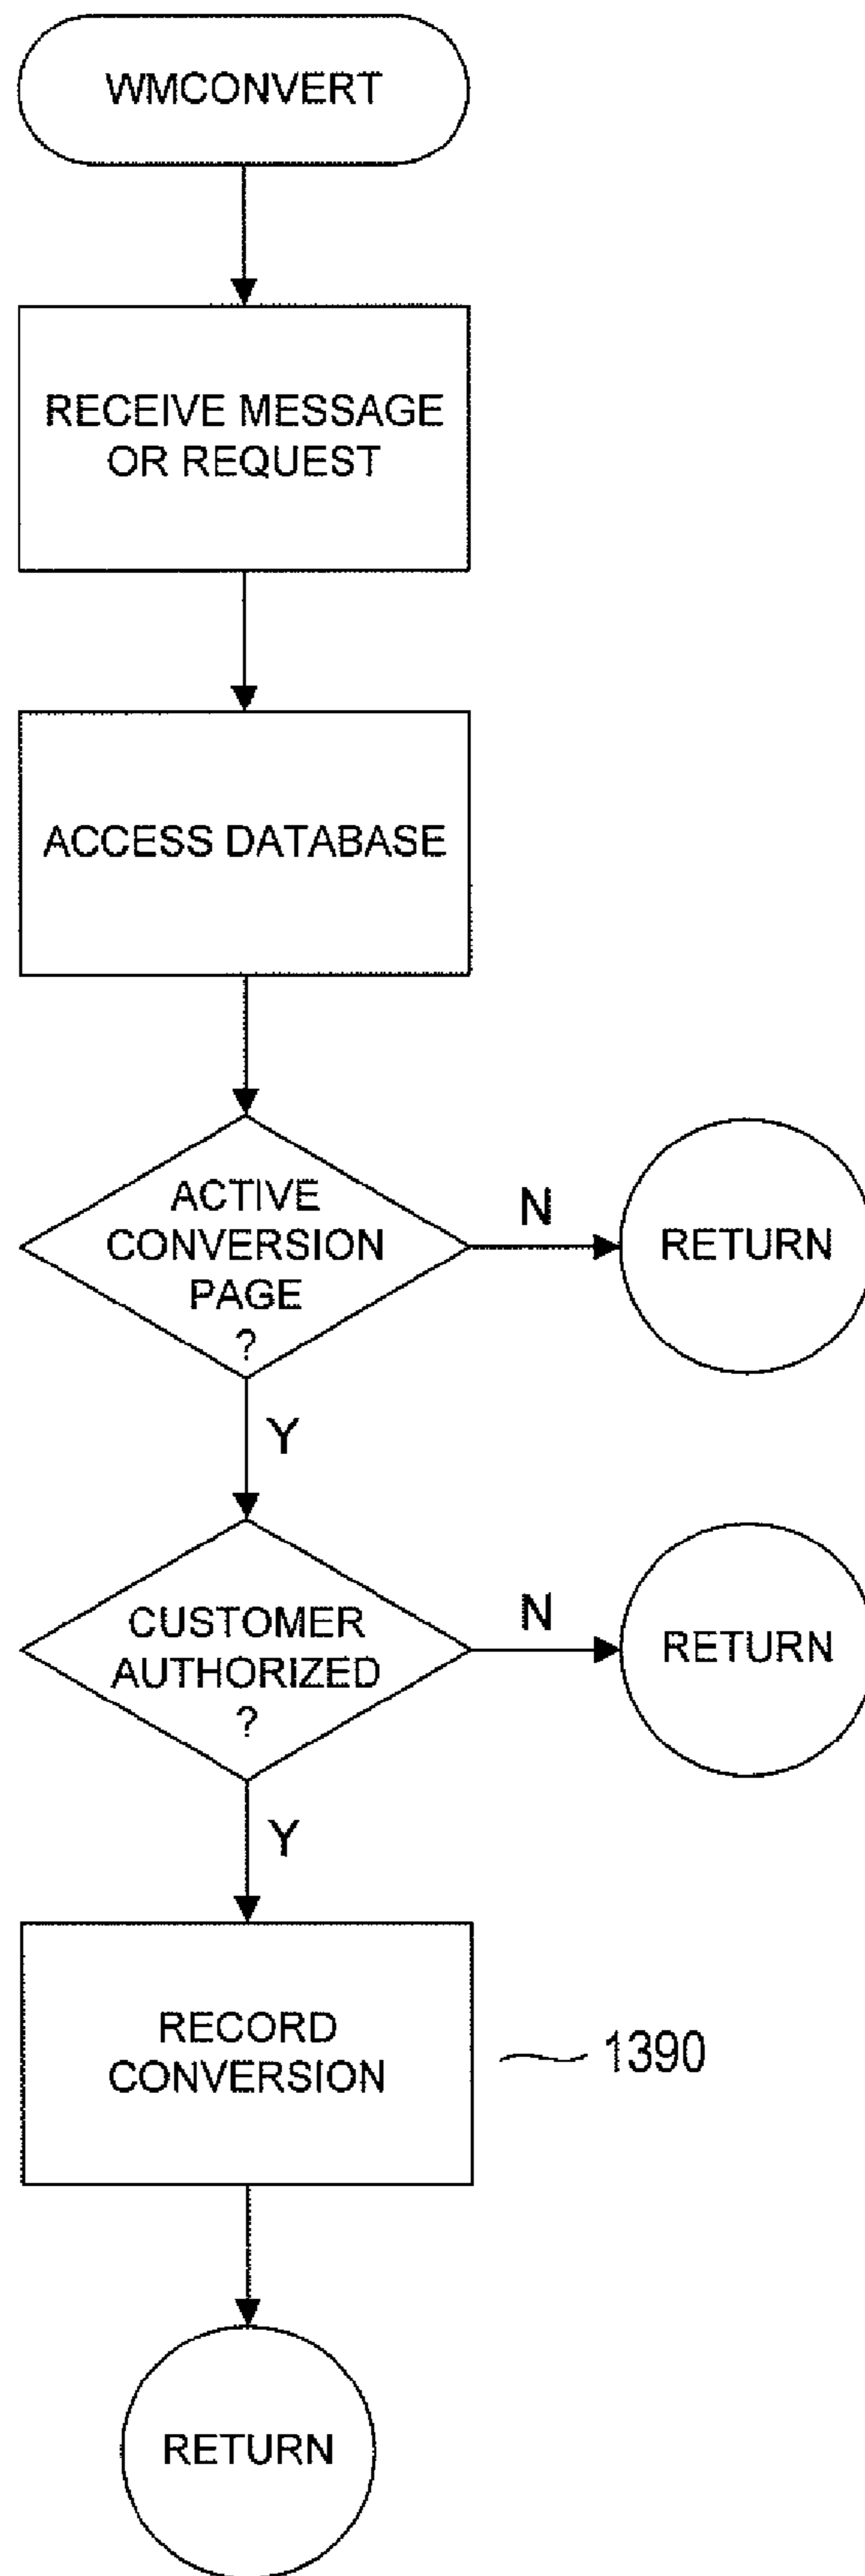 WMCONVERT
RECEIVE MESSAGE
OR REQUEST
ACCESS DATABASE
ACTIVE
CONVERSION
PAGE
?
N
RETURN
Y
CUSTOMER
AUTHORIZED
?
N
RETURN
Y
RECORD
CONVERSION
1390
RETURN